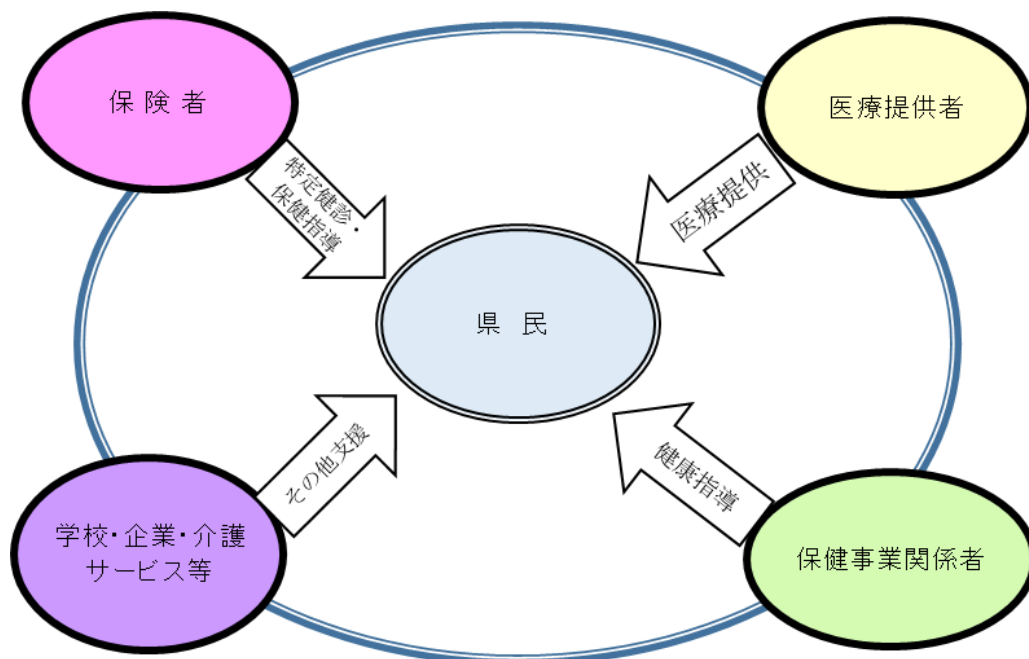 保険者
医療提供者
特定健診・
保健指導
医療提供
県民
その他支援
健康指導
学校・企業・介護
サービス等
保健事業関係者